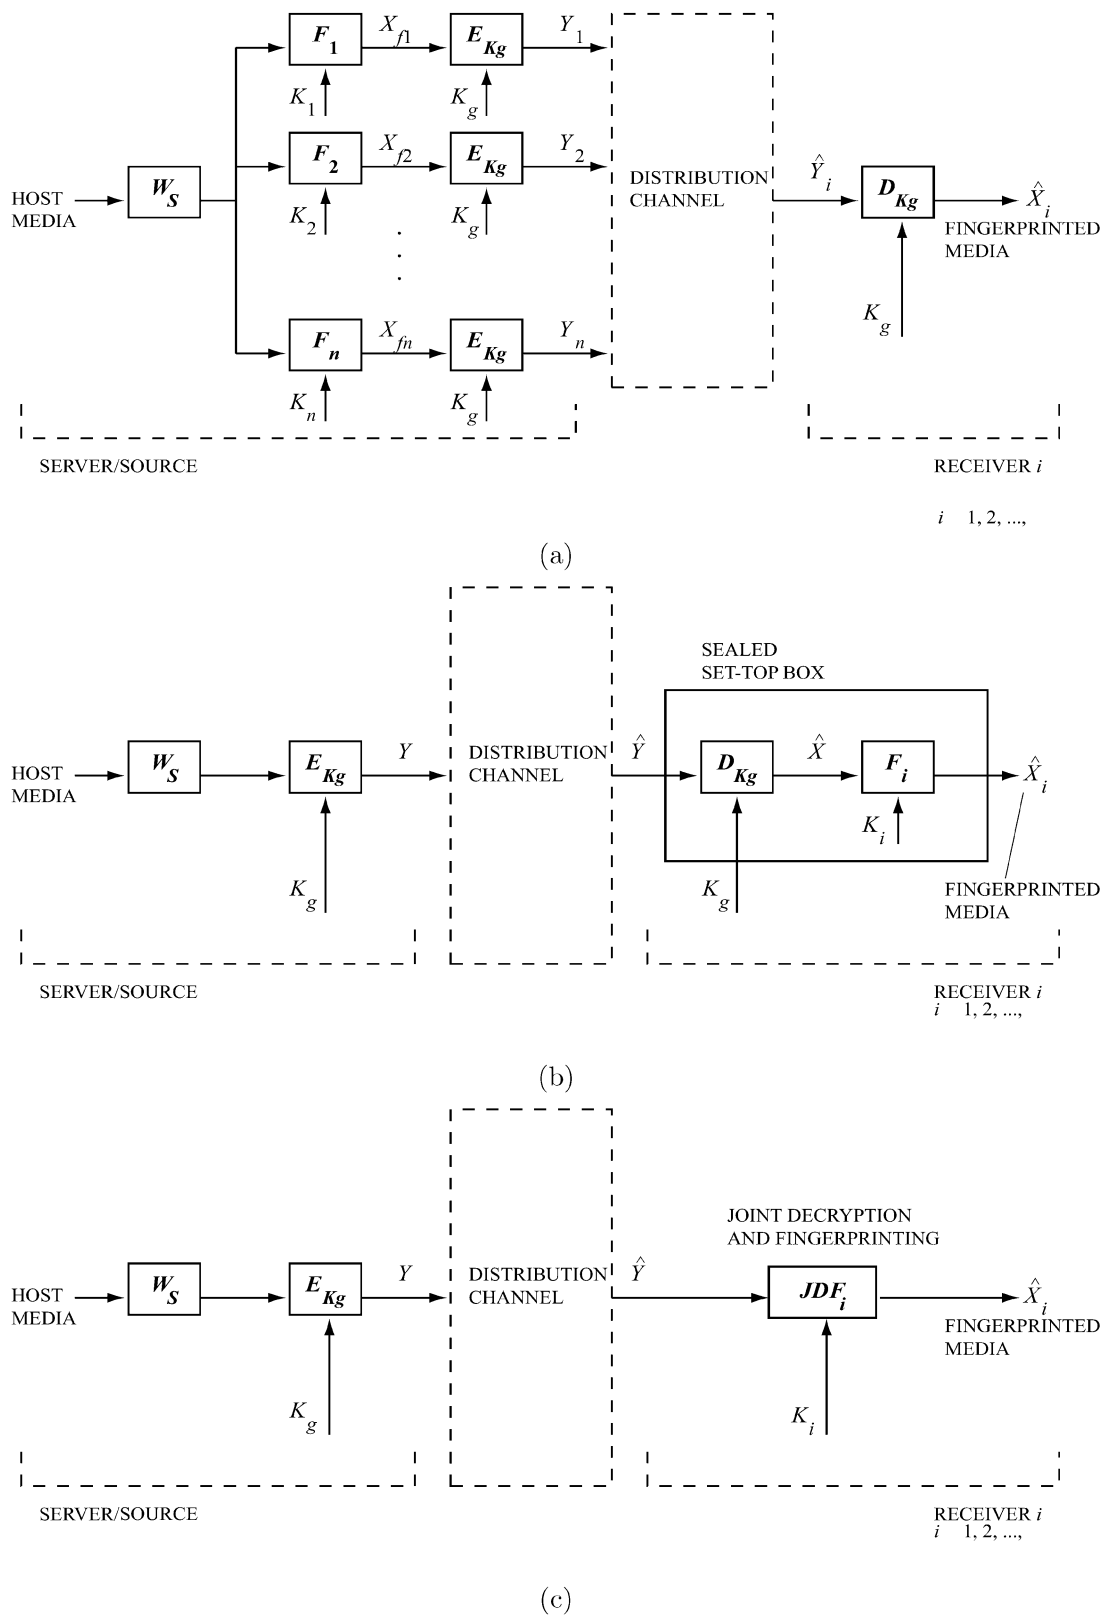 F1 Xf1 EKg Y1
K1 Kg
F2 Xf2 EKg Y2
HOST
MEDIA
WS
K2 Kg
.
.
.
Fn Xfn EKg Yn
Kn Kg
DISTRIBUTION
CHANNEL
Ŷi DKg X̂i
FINGERPRINTED
MEDIA
Kg
SERVER/SOURCE
RECEIVER i
i 1, 2, ...,
(a)
SEALED
SET-TOP BOX
HOST
MEDIA
WS EKg Y
DISTRIBUTION
CHANNEL
Ŷ DKg X̂ Fi X̂i
Ki
Kg
Kg
FINGERPRINTED
MEDIA
SERVER/SOURCE
RECEIVER i
i 1, 2, ...,
(b)
JOINT DECRYPTION
AND FINGERPRINTING
HOST
MEDIA
WS EKg Y
DISTRIBUTION
CHANNEL
Ŷ JDFi X̂i
FINGERPRINTED
MEDIA
Kg
Ki
SERVER/SOURCE
RECEIVER i
i 1, 2, ...,
(c)